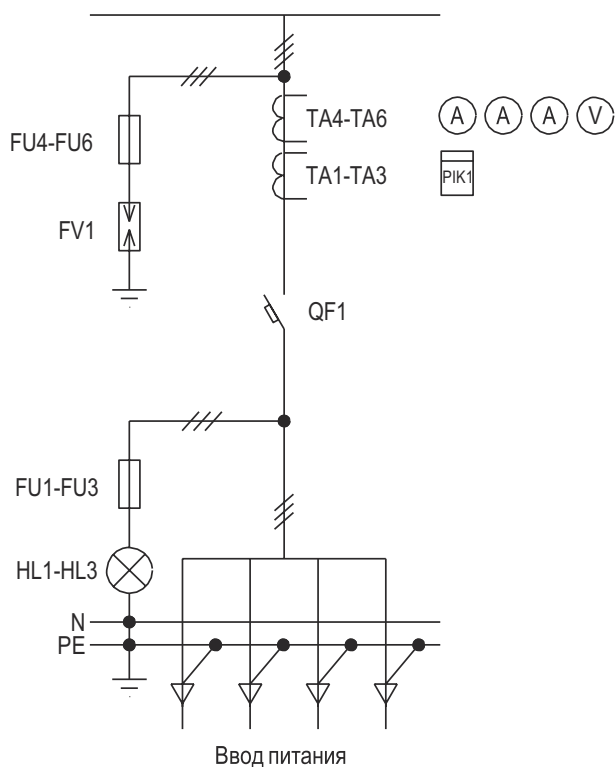 TA4-TA6
A A A V
FU4-FU6
TA1-TA3
PIK1
FV1
QF1
FU1-FU3
HL1-HL3
N
PE
Ввод питания